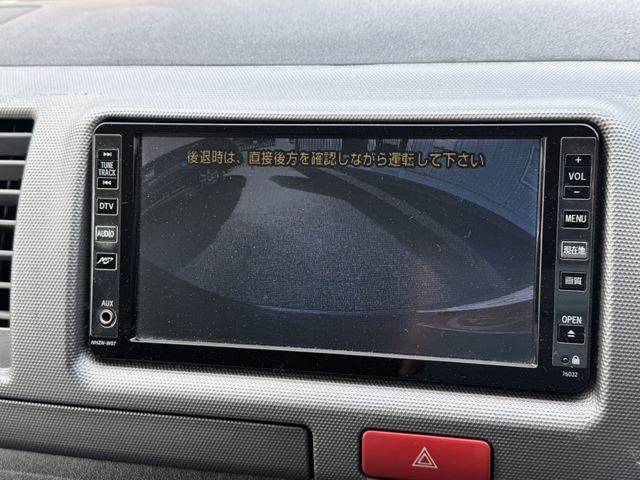 後退時は、直接後方を確認しながら運転して下さい
TUNE
TRACK
DTV
AUDIO
AUX
NHZN-W57
+
VOL
−
MENU
現在地
画質
OPEN
76032